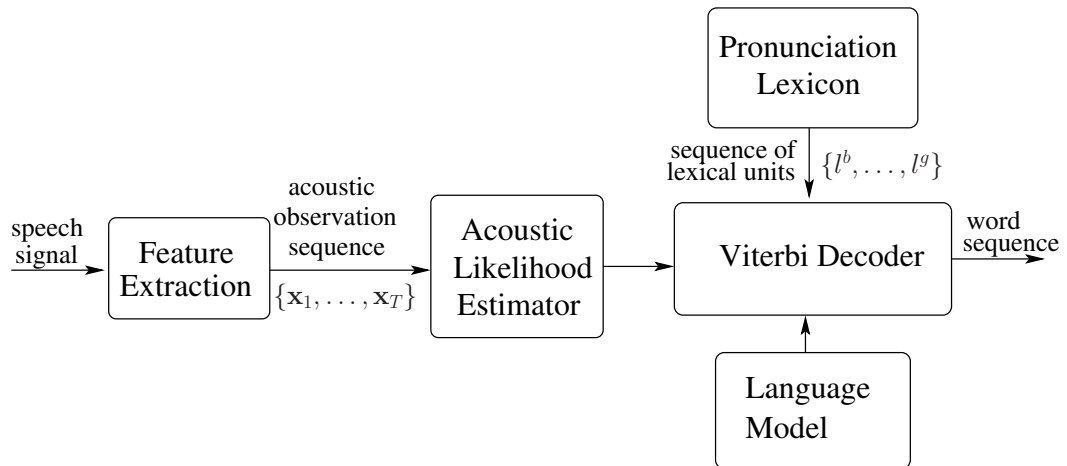 Pronunciation
Lexicon
sequence of
lexical units
{l^b, . . . , l^g}
speech
signal
Feature
Extraction
acoustic
observation
sequence
{x_1, . . . , x_T}
Acoustic
Likelihood
Estimator
Viterbi Decoder
word
sequence
Language
Model